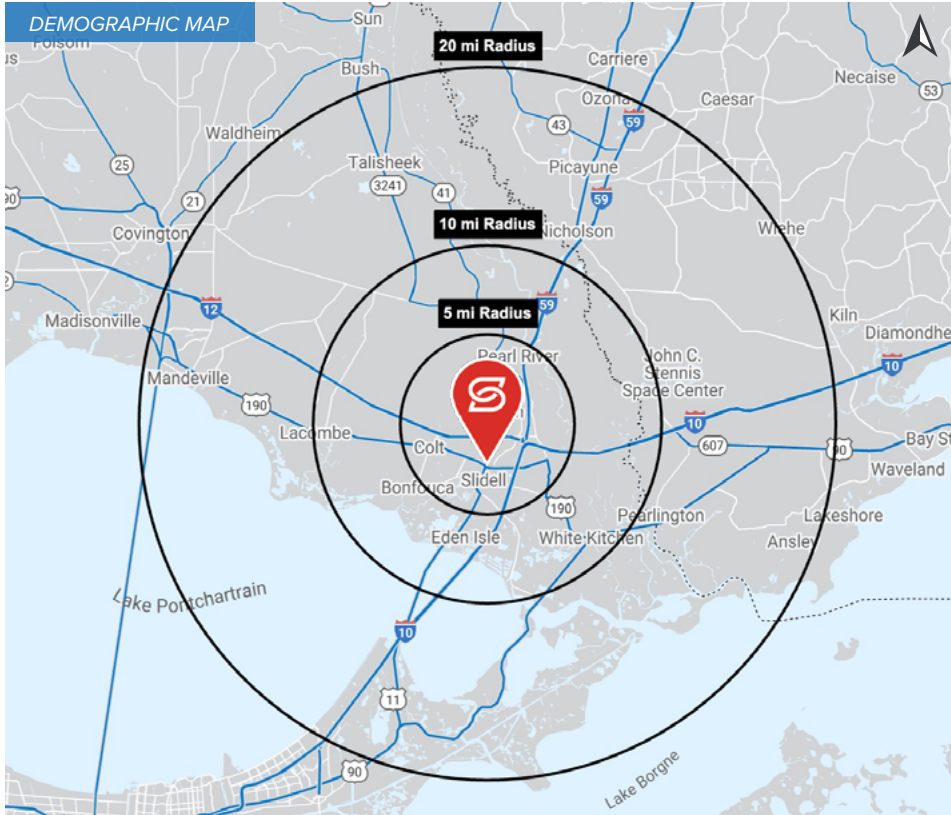 DEMOGRAPHIC MAP
Sun
Folsom
20 mi Radius
Carriere
Bush
Necaise
Ozona
Caesar
53
59
43
Waldheim
Talisheek
Picayune
25
3241
41
59
90
21
10 mi Radius
Covington
Nicholson
Wiehe
12
59
5 mi Radius
Kiln
Madisonville
Diamondhe
Pearl River
John C.
Stennis
Space Center
10
Mandeville
190
10
Lacombe
Colt
607
90
Bay St
Waveland
Slidell
Bonfouca
190
Pearlington
Lakeshore
Eden Isle
White Kitchen
Ansley
Lake Pontchartrain
10
11
90
Lake Borgne